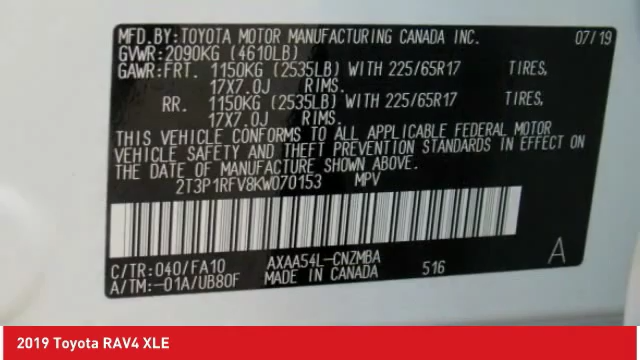 MFD.BY:TOYOTA MOTOR MANUFACTURING CANADA INC. 07/19
GVWR:2090KG (4610LB)
GAWR:FRT. 1150KG (2535LB) WITH 225/65R17 TIRES,
17X7.0J RIMS.
RR. 1150KG (2535LB) WITH 225/65R17 TIRES,
17X7.0J RIMS.
THIS VEHICLE CONFORMS TO ALL APPLICABLE FEDERAL MOTOR
VEHICLE SAFETY AND THEFT PREVENTION STANDARDS IN EFFECT ON
THE DATE OF MANUFACTURE SHOWN ABOVE.
2T3P1RFV8KW070153 MPV
C/TR:040/FA10 AXAA54L-CNZMBA A
A/TM:-01A/UB80F MADE IN CANADA 516
2019 Toyota RAV4 XLE